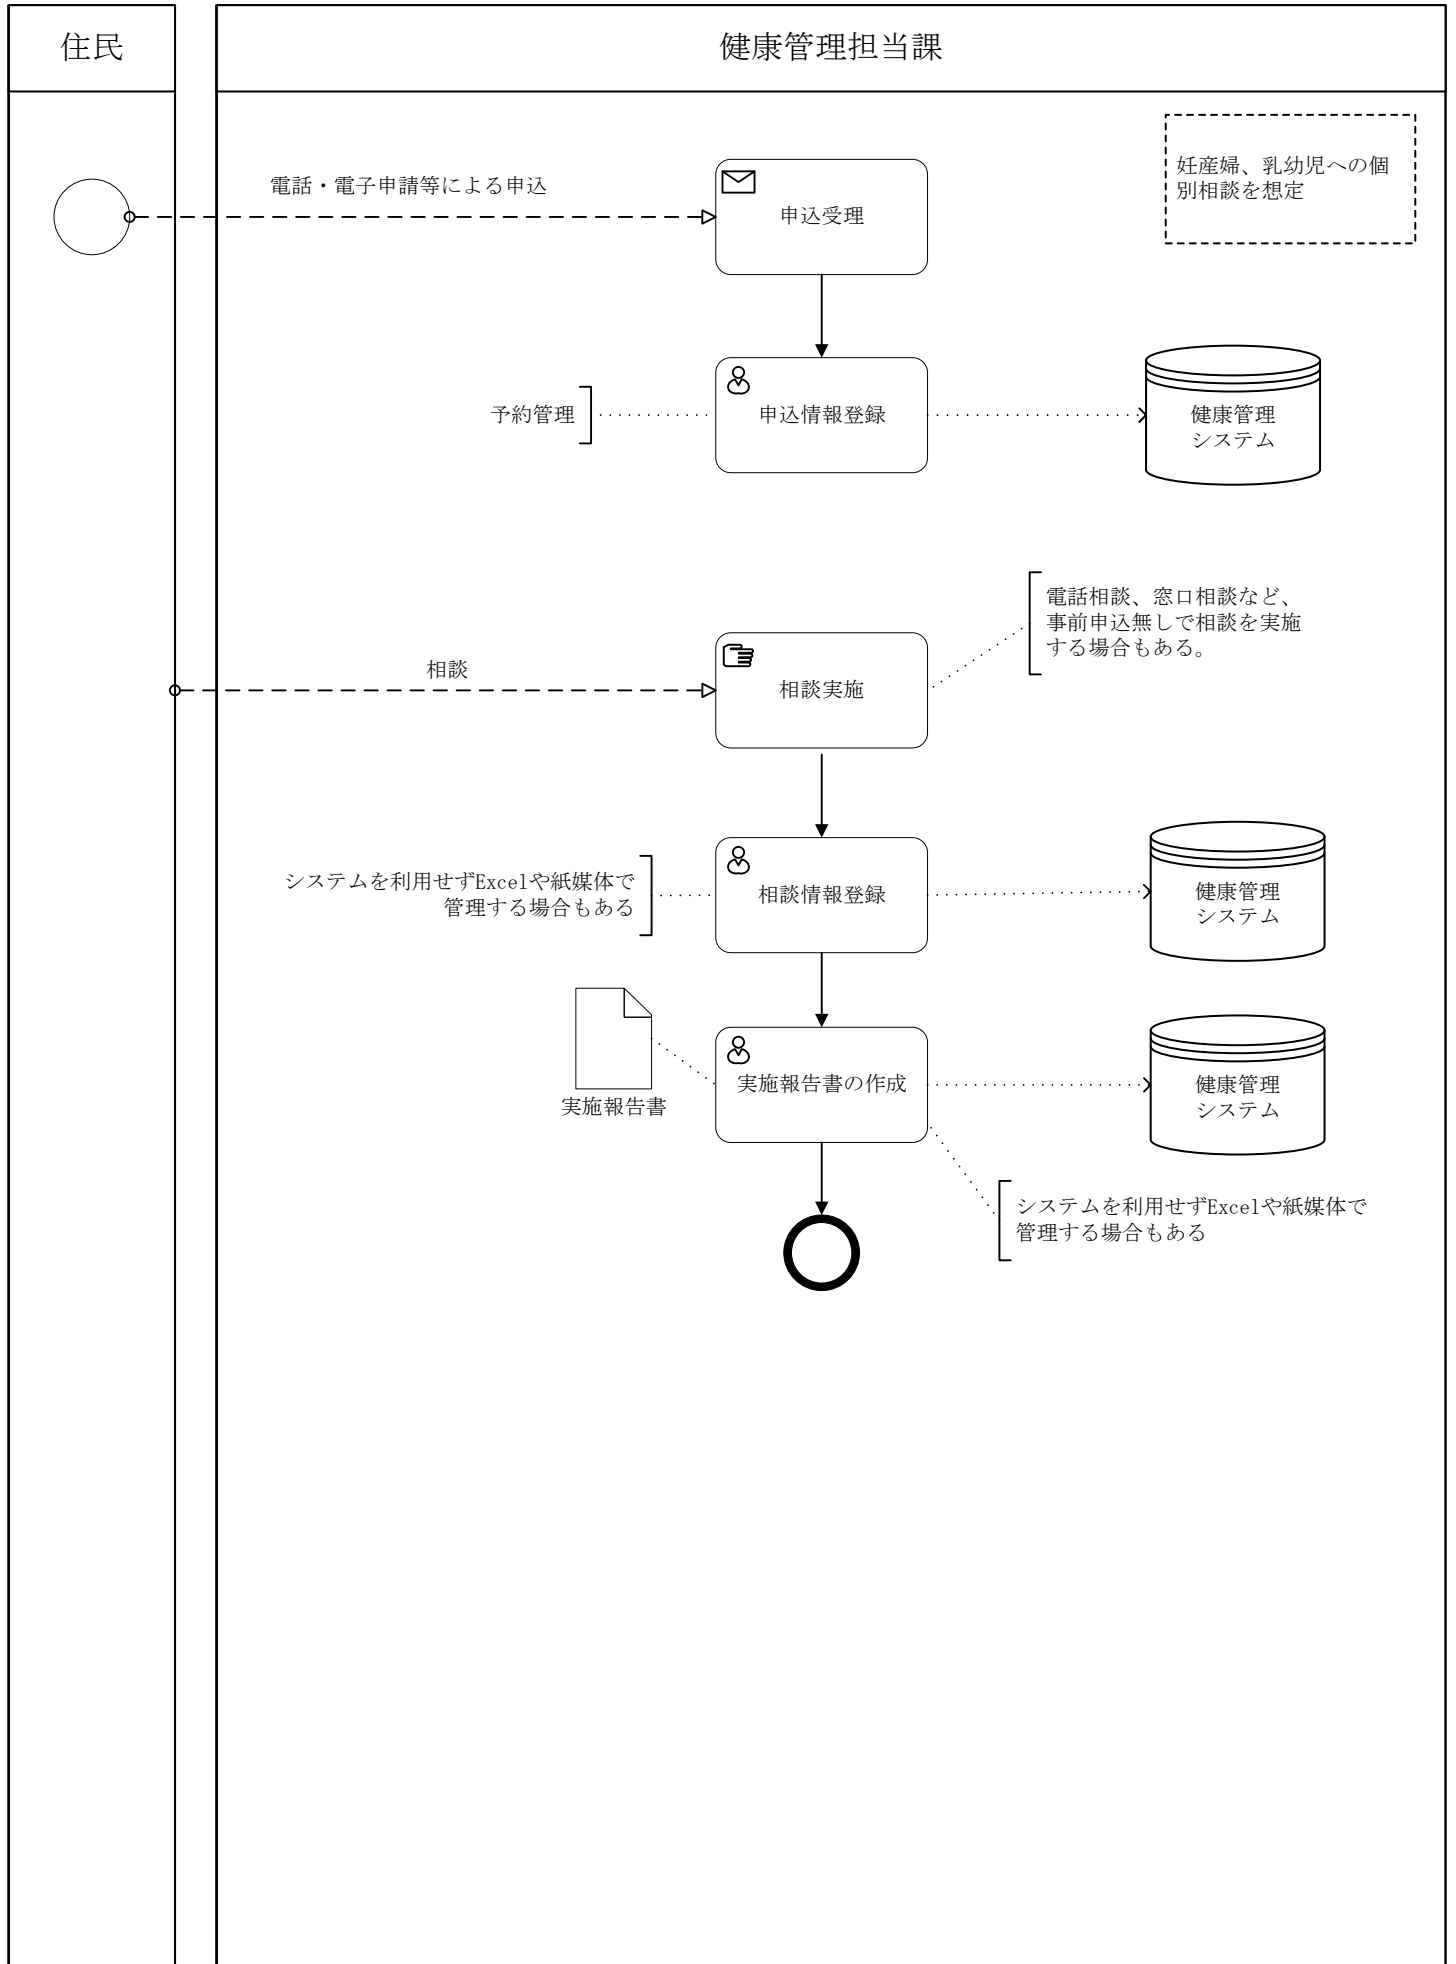 住民
健康管理担当課
電話・電子申請等による申込
申込受理
妊産婦、乳幼児への個
別相談を想定
予約管理
申込情報登録
健康管理
システム
電話相談、窓口相談など、
事前申込無しで相談を実施
する場合もある。
相談
相談実施
システムを利用せずExcelや紙媒体で
管理する場合もある
相談情報登録
健康管理
システム
実施報告書
実施報告書の作成
健康管理
システム
システムを利用せずExcelや紙媒体で
管理する場合もある